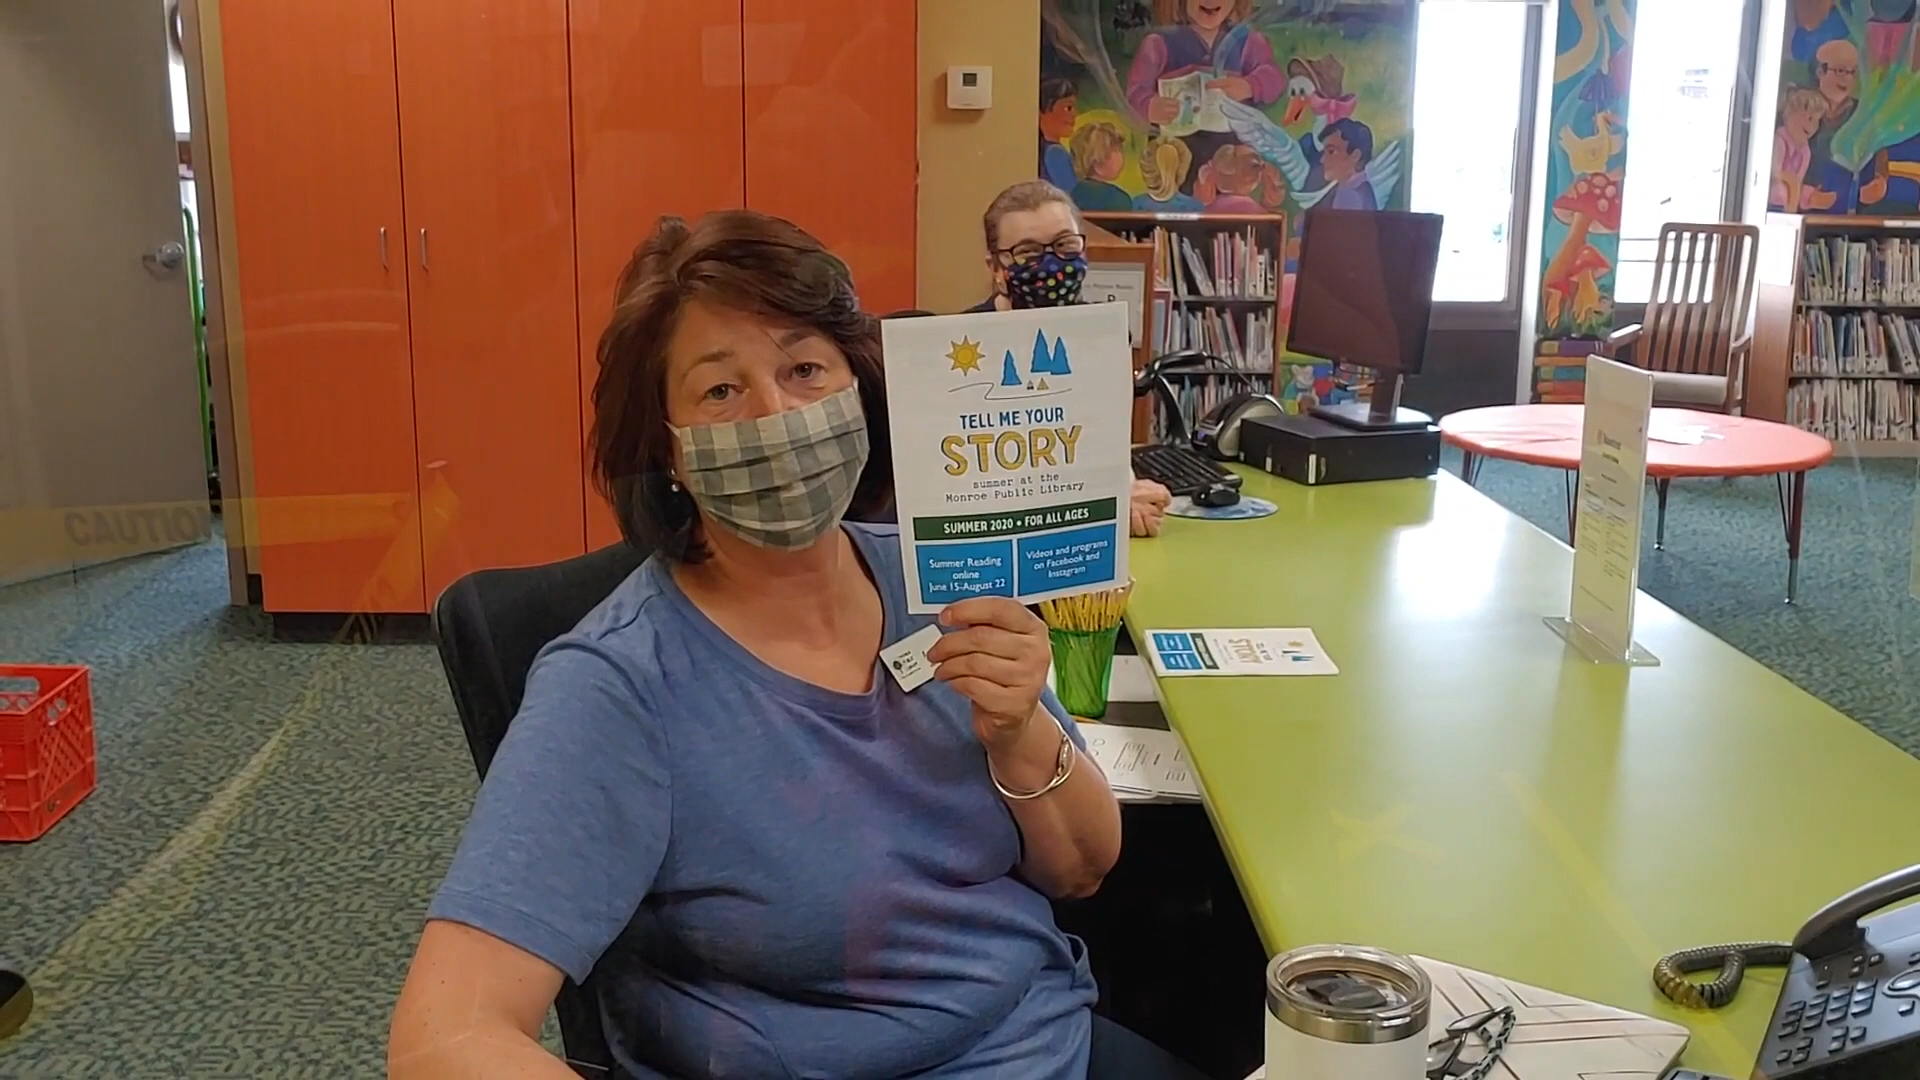 TELL ME YOUR
STORY
summer at the
Monroe Public Library
SUMMER 2020 • FOR ALL AGES
Summer Reading
online
June 15-August 22
Videos and programs
on Facebook and
Instagram
CAUTION
STORY